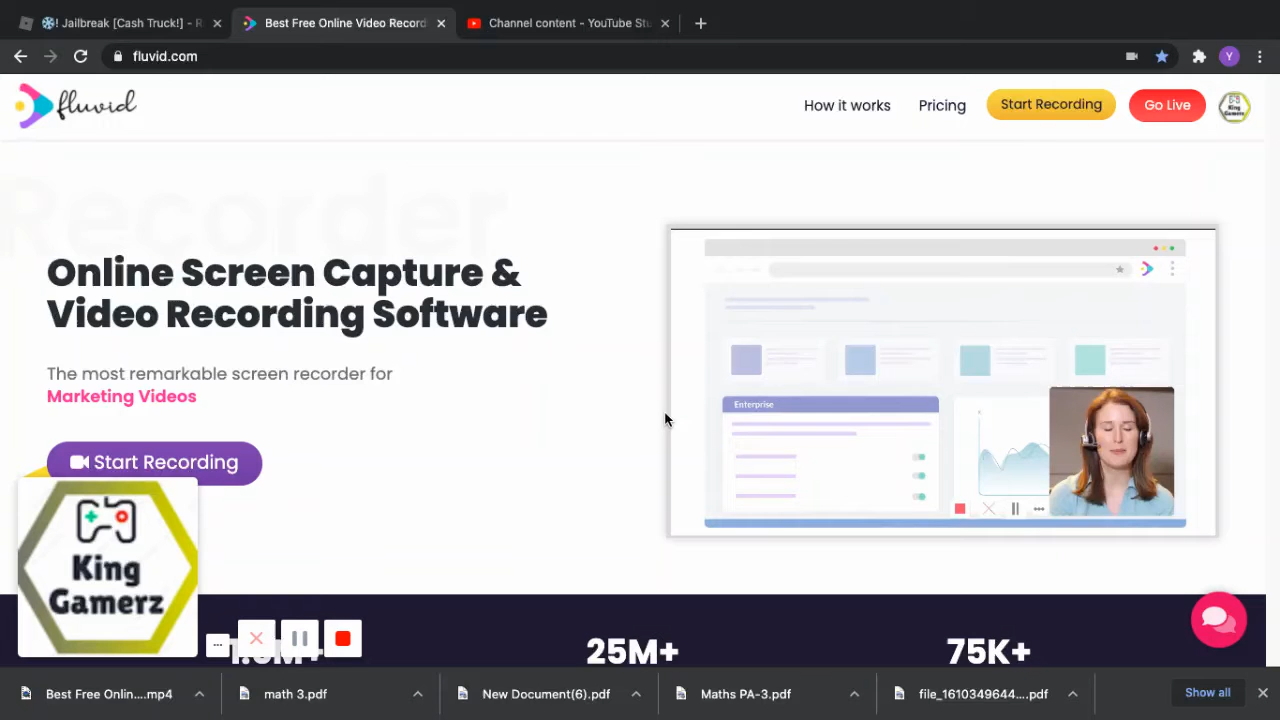 ! Jailbreak [Cash Truck!] - R
Best Free Online Video Record
Channel content - YouTube Stu
fluvid.com
Y
fluvid
How it works
Pricing
Start Recording
Go Live
King
Gamerz
Recorder
Online Screen Capture &
Video Recording Software
The most remarkable screen recorder for
Marketing Videos
Start Recording
Enterprise
King
Gamerz
...
25M+
75K+
Best Free Onlin....mp4
math 3.pdf
New Document(6).pdf
Maths PA-3.pdf
file_1610349644....pdf
Show all